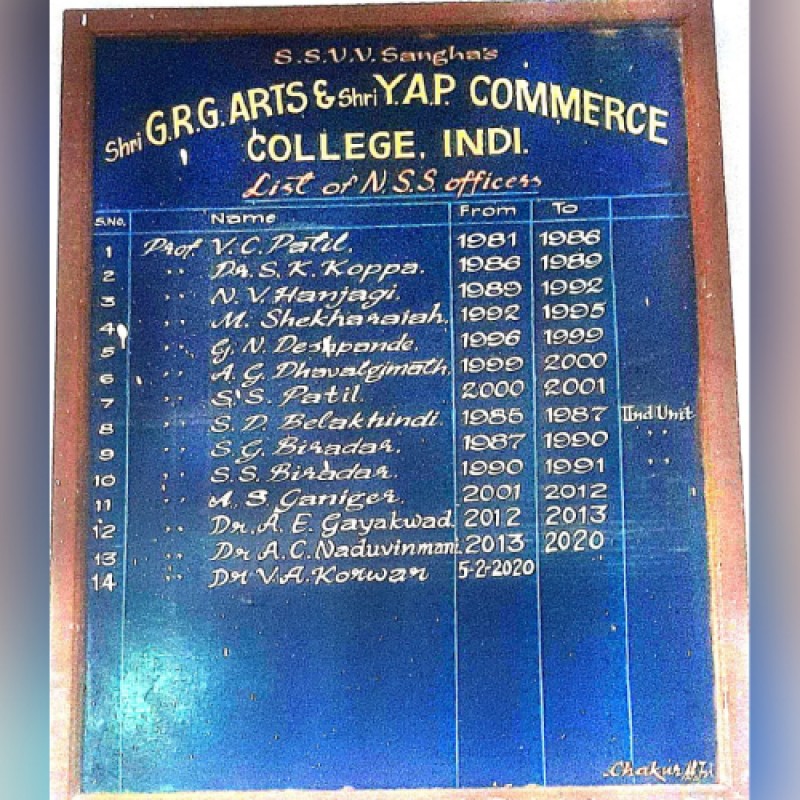 S.S.V.V. Sangha's
Shri G.R.G. ARTS & Shri Y.A.P. COMMERCE
COLLEGE, INDI.
List of N.S.S. officers
S.No. Name From To
1 Prof. V. C. Patil. 1981 1986
2 " Dr. S. K. Koppa. 1986 1989
3 " N. V. Hanjagi. 1989 1992
4 " M. Shekharaiah. 1992 1995
5 " G. N. Deshpande. 1996 1999
6 " A. G. Dhavalgimath. 1999 2000
7 " S. S. Patil. 2000 2001
8 " S. D. Belakhindi. 1985 1987 IInd Unit
9 " S. G. Biradar. 1987 1990 "
10 " S. S. Biradar. 1990 1991 "
11 " A. S. Ganiger. 2001 2012
12 " Dr. A. E. Gayakwad. 2012 2013
13 " Dr A. C. Naduvinmani. 2013 2020
14 " Dr V. A. Korwar 5-2-2020
Chakur